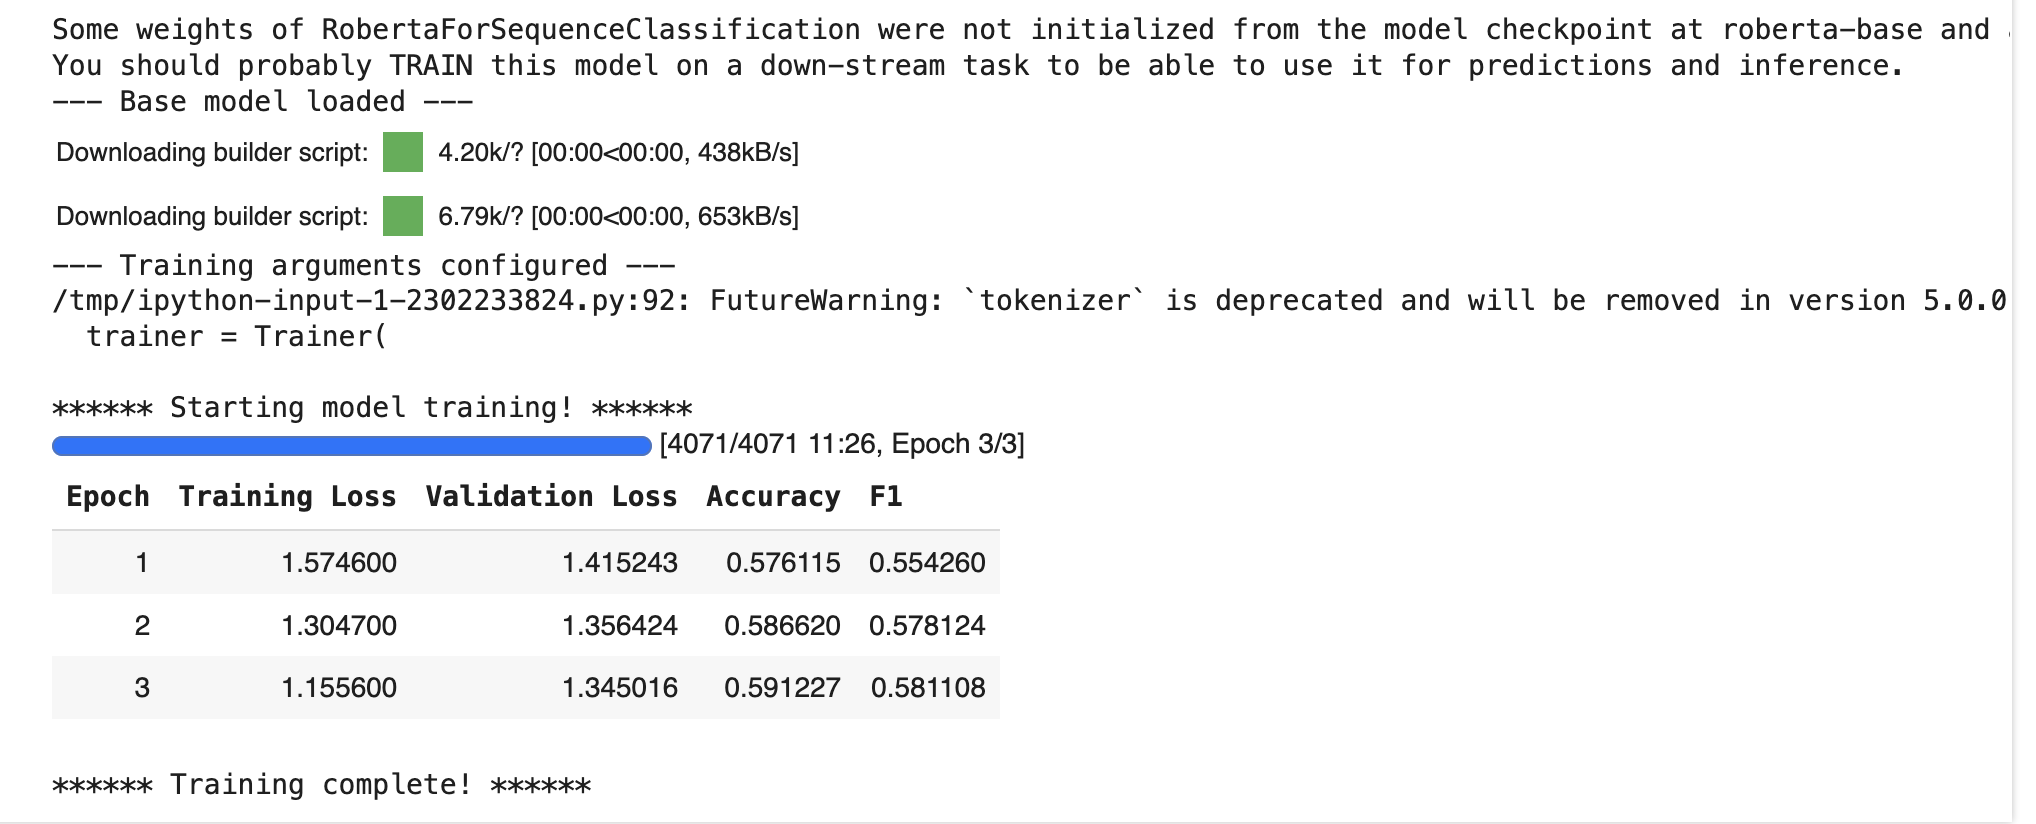 Some weights of RobertaForSequenceClassification were not initialized from the model checkpoint at roberta-base and
You should probably TRAIN this model on a down-stream task to be able to use it for predictions and inference.
--- Base model loaded ---
Downloading builder script: 4.20k/? [00:00<00:00, 438kB/s]
Downloading builder script: 6.79k/? [00:00<00:00, 653kB/s]
--- Training arguments configured ---
/tmp/ipython-input-1-2302233824.py:92: FutureWarning: `tokenizer` is deprecated and will be removed in version 5.0.0
  trainer = Trainer(
****** Starting model training! ******
[4071/4071 11:26, Epoch 3/3]
Epoch Training Loss Validation Loss Accuracy F1
1 1.574600 1.415243 0.576115 0.554260
2 1.304700 1.356424 0.586620 0.578124
3 1.155600 1.345016 0.591227 0.581108
****** Training complete! ******